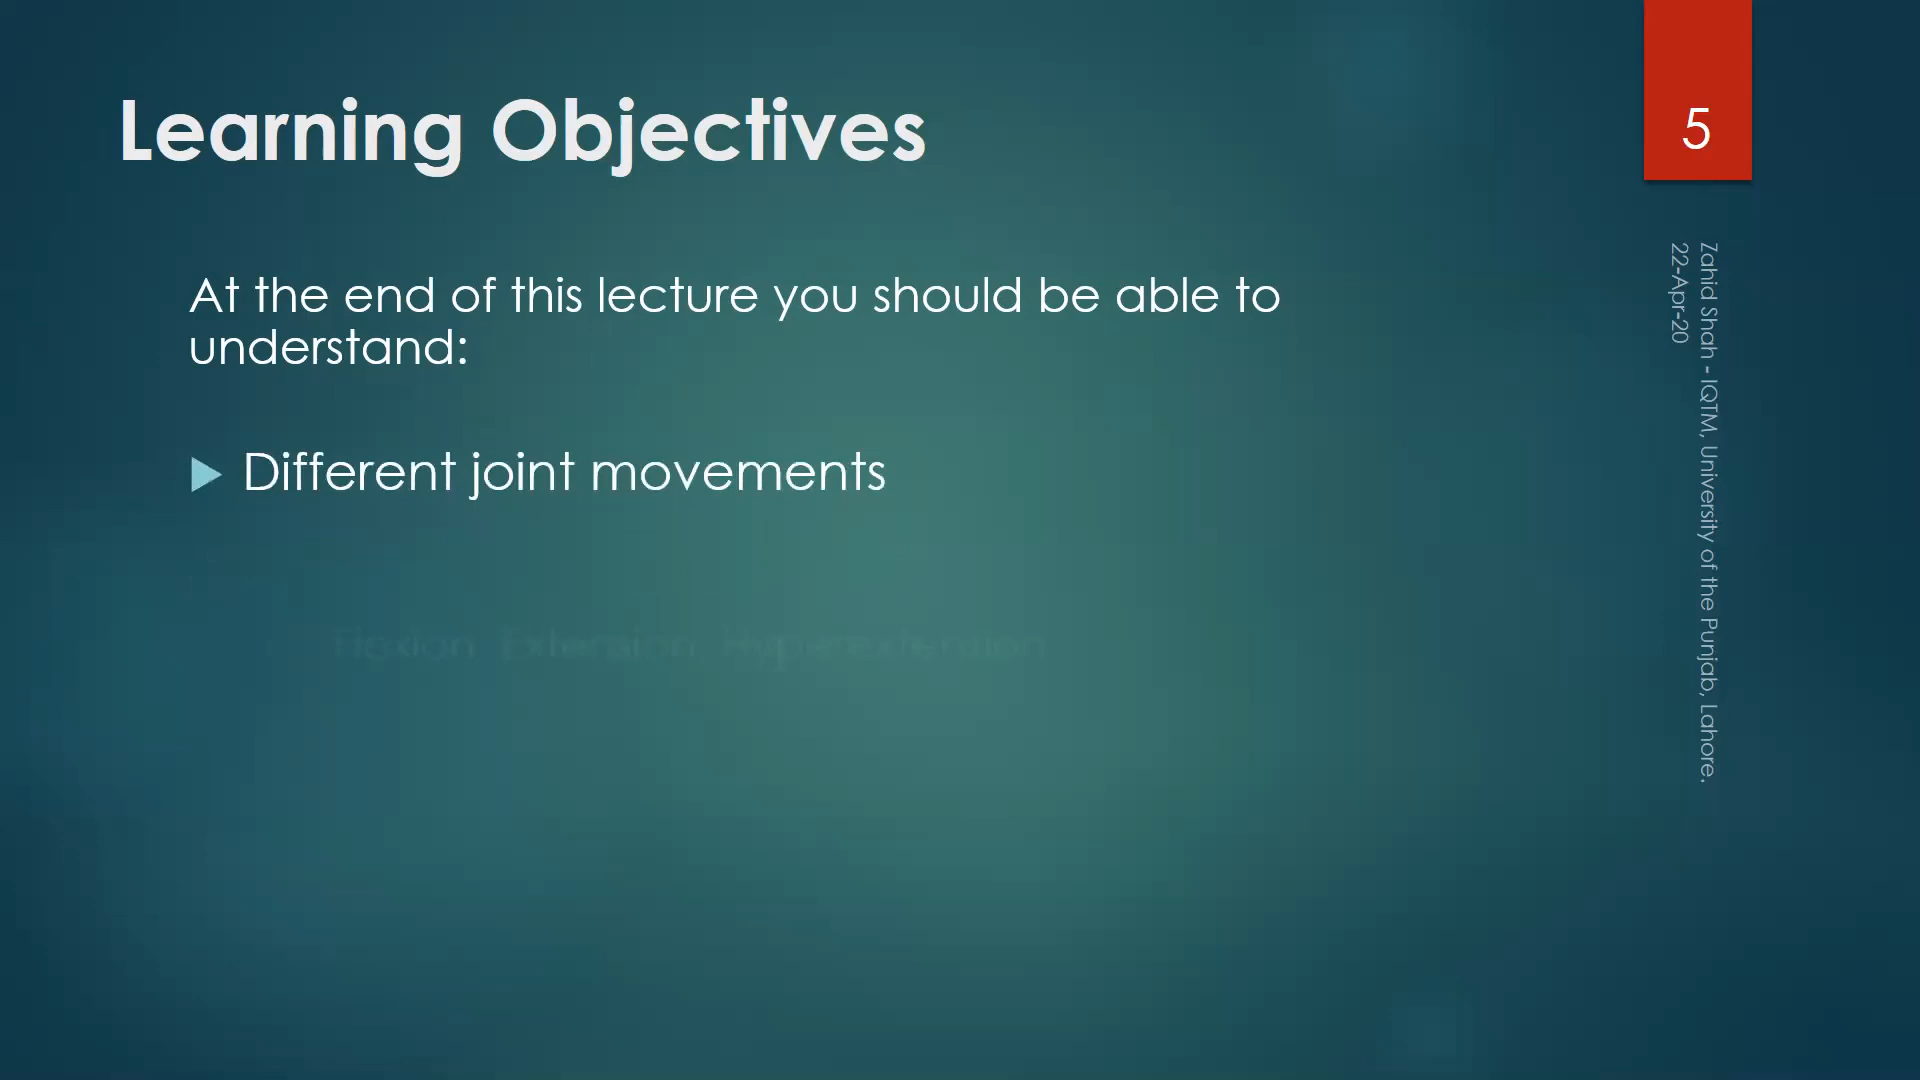 Learning Objectives
5
At the end of this lecture you should be able to
understand:
Different joint movements
Flexion Extension Hyperextension
Zahid Shah - IQTM, University of the Punjab, Lahore.
22-Apr-20